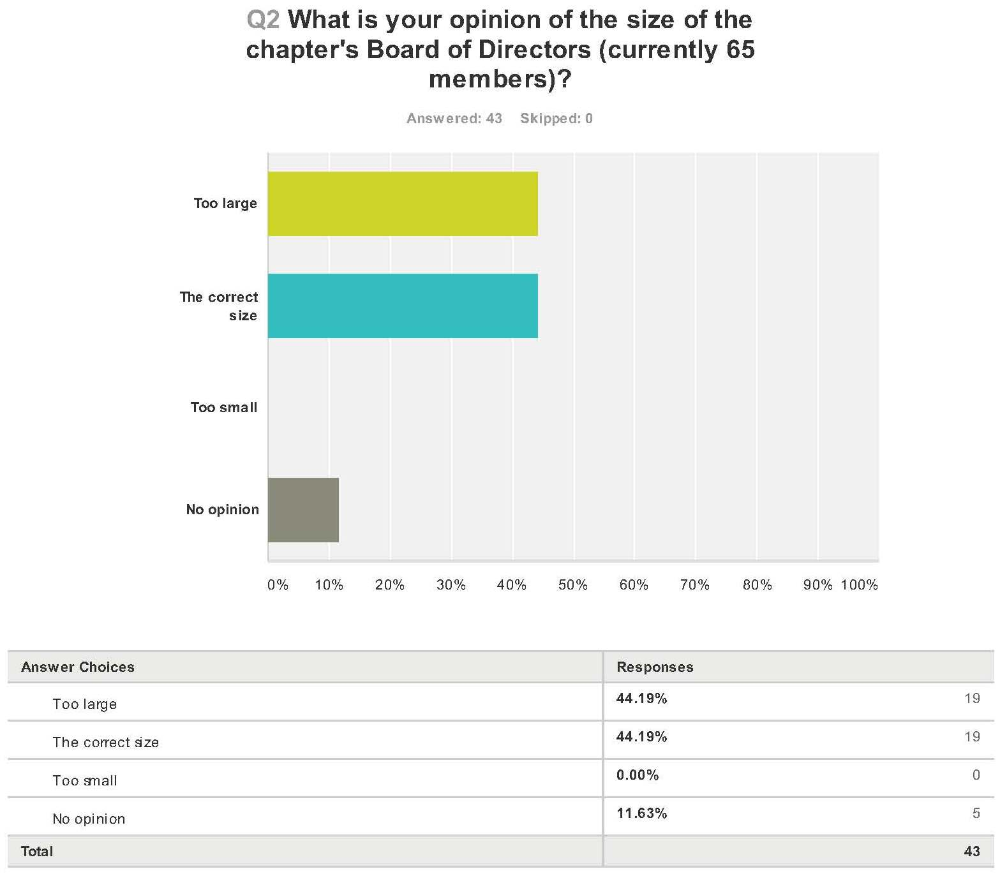 Q2 What is your opinion of the size of the
chapter's Board of Directors (currently 65
members)?
Answered: 43 Skipped: 0
Too large
The correct
size
Too small
No opinion
0% 10% 20% 30% 40% 50% 60% 70% 80% 90% 100%
Answer Choices Responses
Too large 44.19% 19
The correct size 44.19% 19
Too small 0.00% 0
No opinion 11.63% 5
Total 43